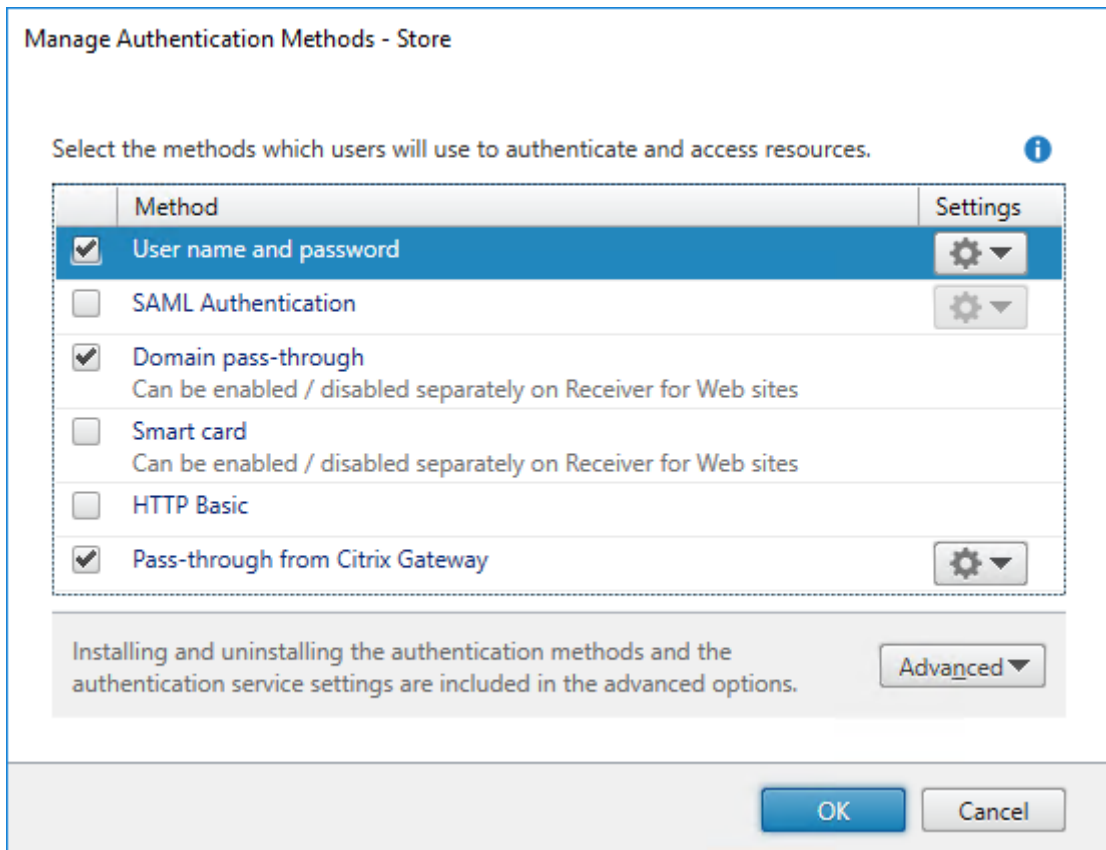 Manage Authentication Methods - Store
Select the methods which users will use to authenticate and access resources.
Method Settings
User name and password
SAML Authentication
Domain pass-through
Can be enabled / disabled separately on Receiver for Web sites
Smart card
Can be enabled / disabled separately on Receiver for Web sites
HTTP Basic
Pass-through from Citrix Gateway
Installing and uninstalling the authentication methods and the
authentication service settings are included in the advanced options.
Advanced
OK Cancel